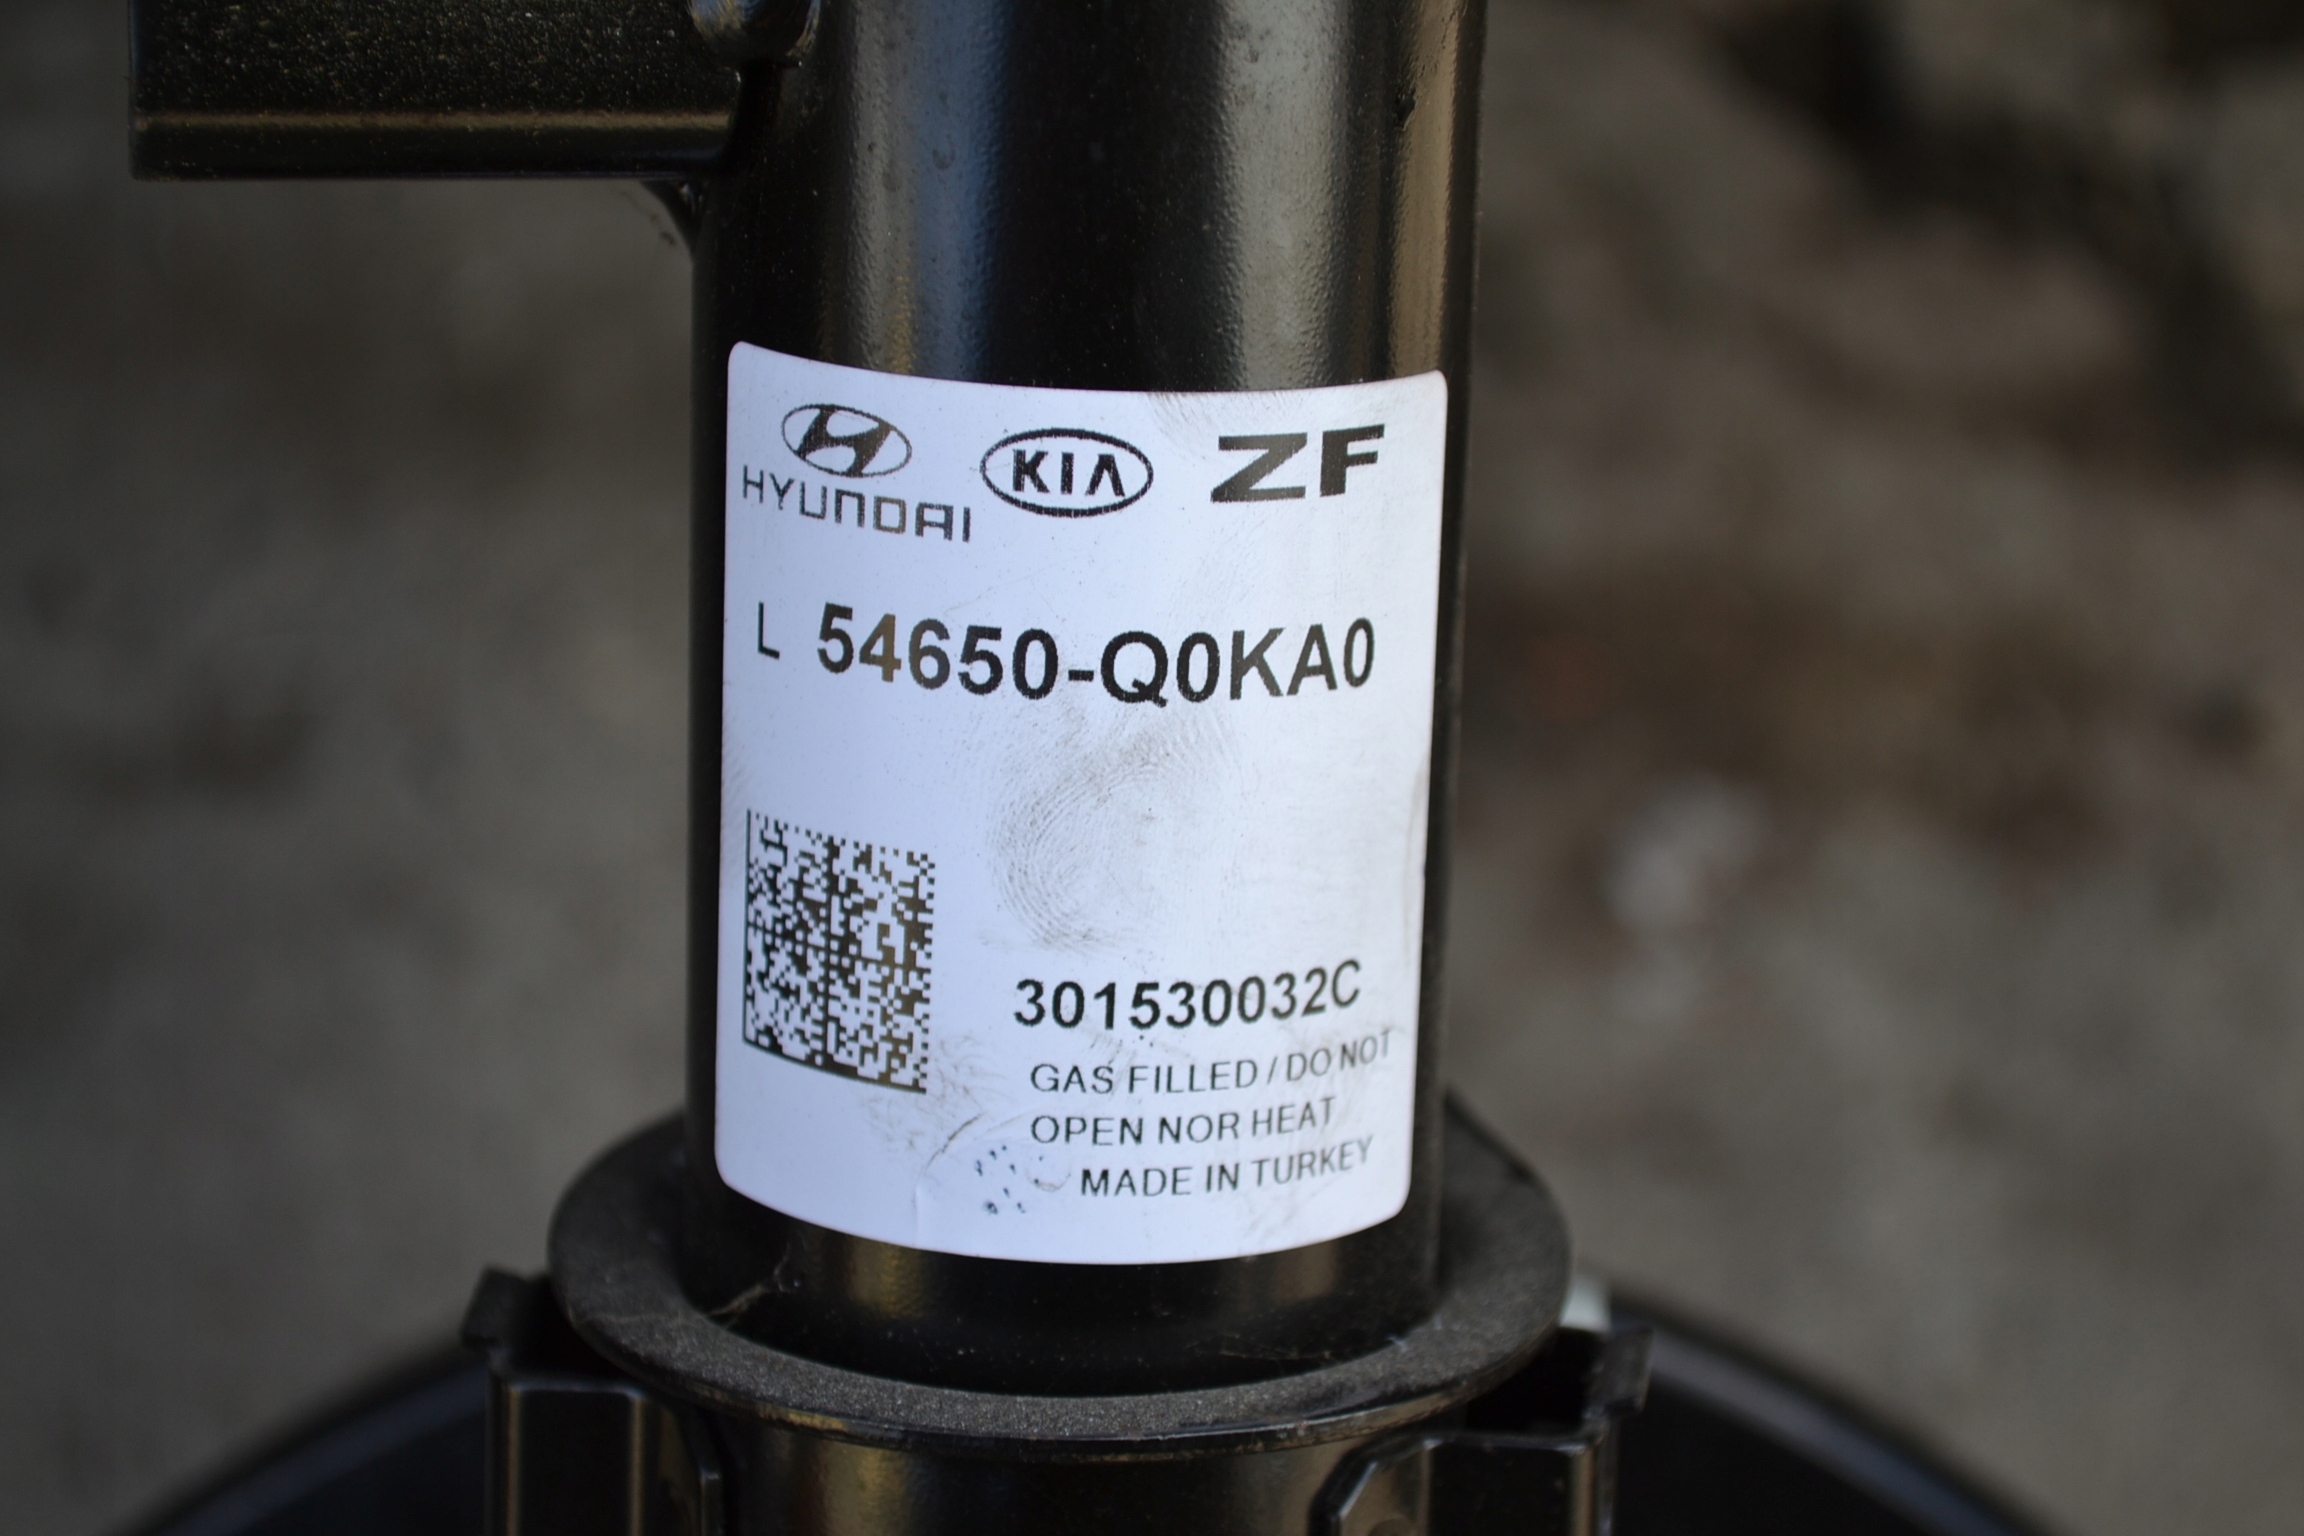 HYUNDAI KIA ZF
L 54650-Q0KA0
301530032C
GAS FILLED / DO NOT
OPEN NOR HEAT
MADE IN TURKEY